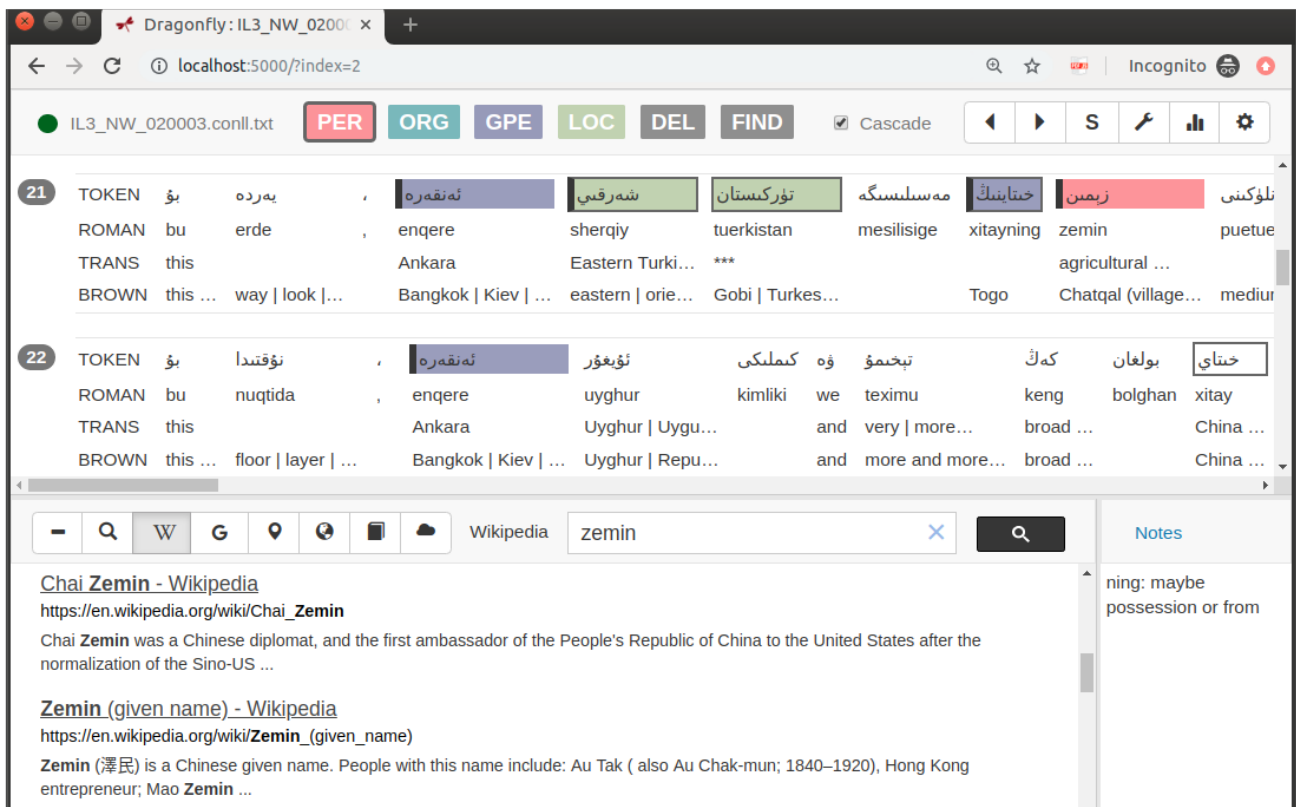 Dragonfly: IL3_NW_0200
localhost:5000/?index=2
Incognito
IL3_NW_020003.conll.txt PER ORG GPE LOC DEL FIND Cascade S
21
TOKEN بۇ يەردە ، ئەنقەرە شەرقىي تۈركىستان مەسىلىسىگە خىتاينىڭ زېمىن
ROMAN bu erde , enqere sherqiy tuerkistan mesilisige xitayning zemin puetue
TRANS this Ankara Eastern Turki… *** agricultural …
BROWN this … way | look |… Bangkok | Kiev | … eastern | orie… Gobi | Turkes… Togo Chatqal (village… mediur
22
TOKEN بۇ نۇقتىدا ، ئەنقەرە ئۇيغۇر كىملىكى ۋە تېخىمۇ كەڭ بولغان خىتاي
ROMAN bu nuqtida , enqere uyghur kimliki we teximu keng bolghan xitay
TRANS this Ankara Uyghur | Uygu… and very | more… broad … China …
BROWN this … floor | layer | … Bangkok | Kiev | … Uyghur | Repu… and more and more… broad … China …
W G Wikipedia zemin
Notes
Chai Zemin - Wikipedia
https://en.wikipedia.org/wiki/Chai_Zemin
Chai Zemin was a Chinese diplomat, and the first ambassador of the People's Republic of China to the United States after the
normalization of the Sino-US ...
Zemin (given name) - Wikipedia
https://en.wikipedia.org/wiki/Zemin_(given_name)
Zemin (澤民) is a Chinese given name. People with this name include: Au Tak ( also Au Chak-mun; 1840–1920), Hong Kong
entrepreneur; Mao Zemin ...
ning: maybe
possession or from